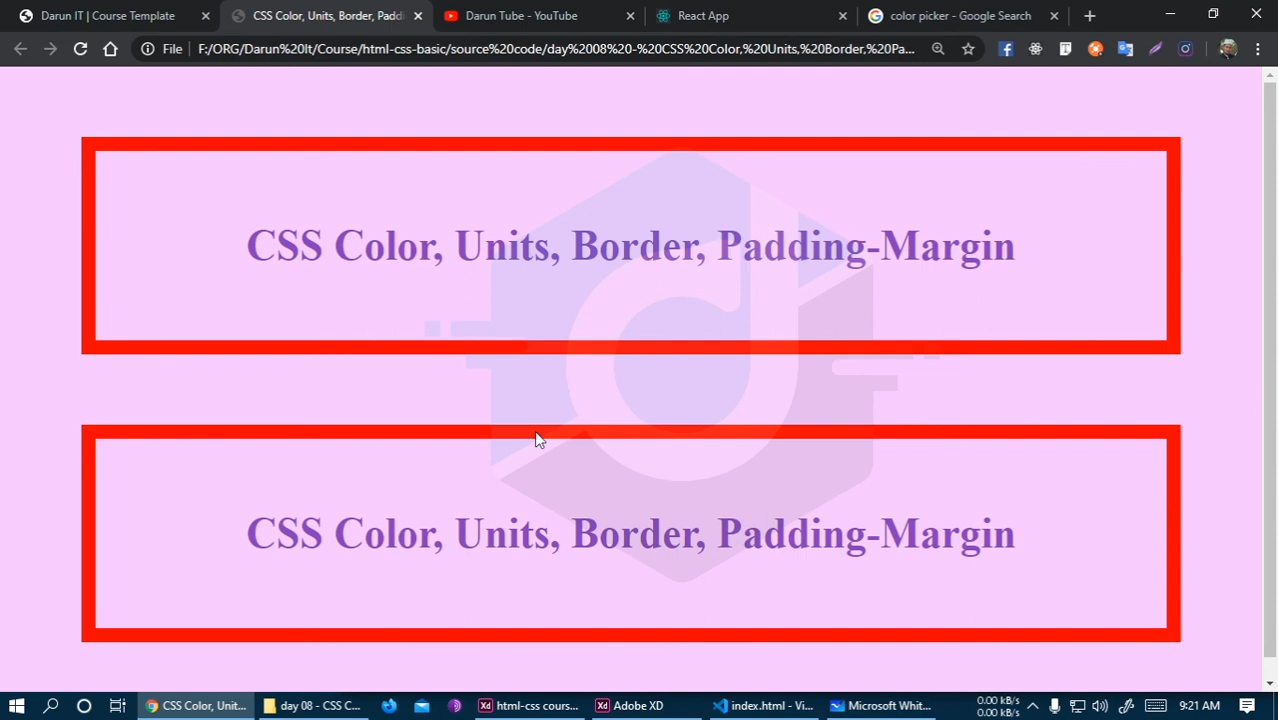 Darun IT | Course Template
CSS Color, Units, Border, Paddi
Darun Tube - YouTube
React App
color picker - Google Search
File
F:/ORG/Darun%20It/Course/html-css-basic/source%20code/day%2008%20-%20CSS%20Color,%20Units,%20Border,%20Pa...
CSS Color, Units, Border, Padding-Margin
CSS Color, Units, Border, Padding-Margin
CSS Color, Unit...
day 08 - CSS C...
html-css cours...
Adobe XD
index.html - Vi...
Microsoft Whit...
0.00 kB/s
0.00 kB/s
9:21 AM